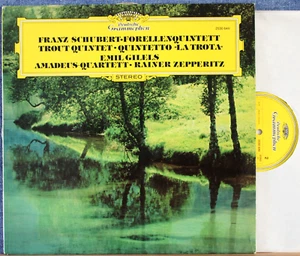 Deutsche
Grammophon
FRANZ SCHUBERT·FORELLENQUINTETT
TROUT QUINTET·QUINTETTO ·LA TROTA·
EMIL GILELS
AMADEUS-QUARTETT·RAINER ZEPPERITZ
STEREO